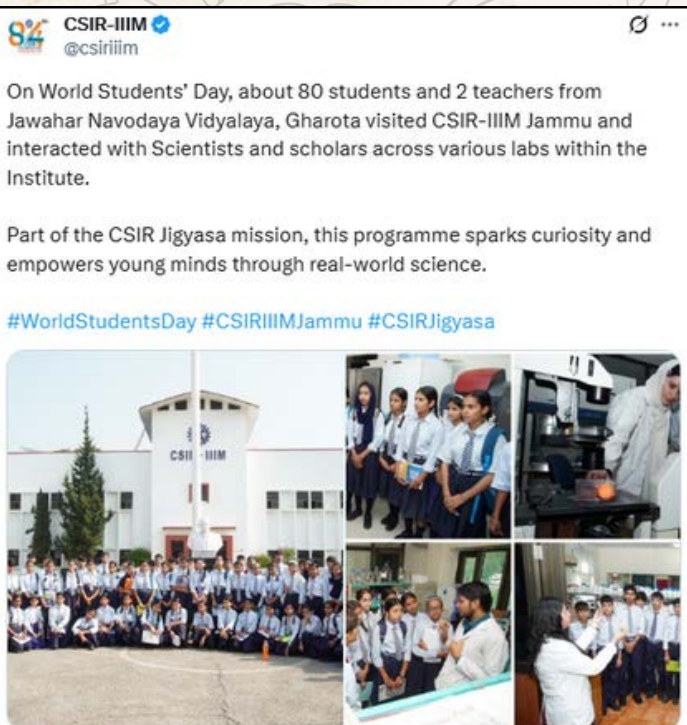 84
CSIR-IIIM
@csiriiim
On World Students' Day, about 80 students and 2 teachers from
Jawahar Navodaya Vidyalaya, Gharota visited CSIR-IIIM Jammu and
interacted with Scientists and scholars across various labs within the
Institute.
Part of the CSIR Jigyasa mission, this programme sparks curiosity and
empowers young minds through real-world science.
#WorldStudentsDay #CSIRIIIMJammu #CSIRJigyasa
CSIR-IIIM